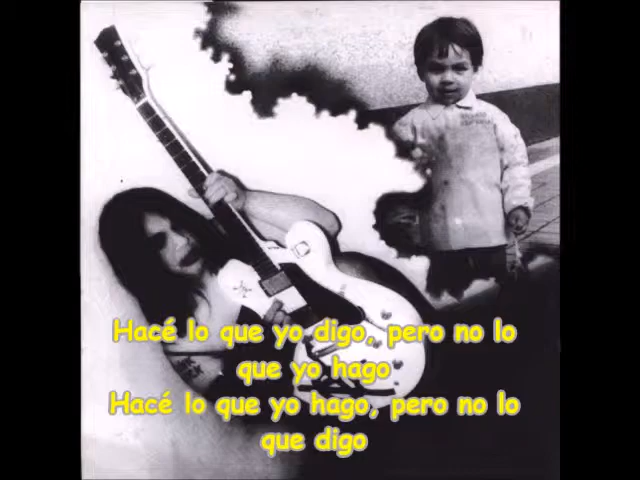 Hacé lo que yo digo, pero no lo
que yo hago
Hacé lo que yo hago, pero no lo
que digo